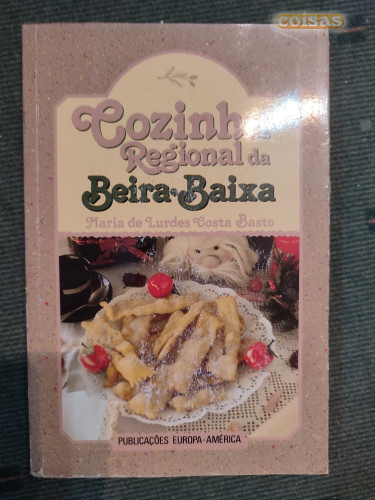 coisas
Cozinha
Regional da
Beira-Baixa
Maria de Lurdes Costa Basto
PUBLICAÇÕES EUROPA-AMÉRICA